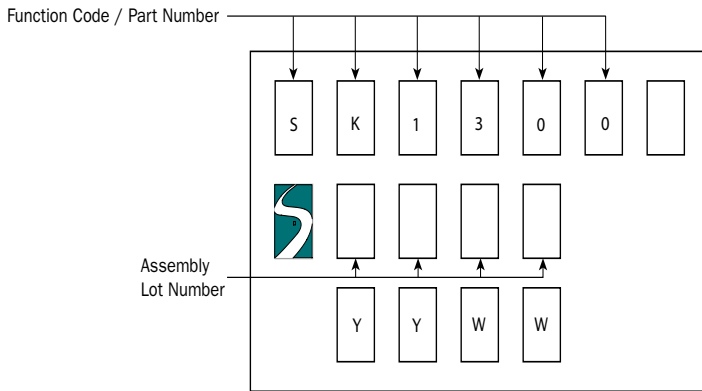 Function Code / Part Number
S K 1 3 0 0
Assembly
Lot Number
Y Y W W